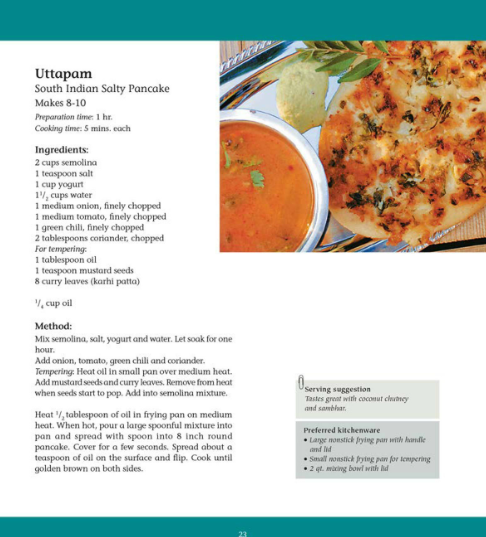 Uttapam
South Indian Salty Pancake
Makes 8-10
Preparation time: 1 hr.
Cooking time: 5 mins. each
Ingredients:
2 cups semolina
1 teaspoon salt
1 cup yogurt
1 1/2 cups water
1 medium onion, finely chopped
1 medium tomato, finely chopped
1 green chili, finely chopped
2 tablespoons coriander, chopped
For tempering:
1 tablespoon oil
1 teaspoon mustard seeds
8 curry leaves (karhi patta)
1/4 cup oil
Method:
Mix semolina, salt, yogurt and water. Let soak for one
hour.
Add onion, tomato, green chili and coriander.
Tempering: Heat oil in small pan over medium heat.
Add mustard seeds and curry leaves. Remove from heat
when seeds start to pop. Add into semolina mixture.
Heat 1/2 tablespoon of oil in frying pan on medium
heat. When hot, pour a large spoonful mixture into
pan and spread with spoon into 8 inch round
pancake. Cover for a few seconds. Spread about a
teaspoon of oil on the surface and flip. Cook until
golden brown on both sides.
Serving suggestion
Tastes great with coconut chutney
and sambhar.
Preferred kitchenware
• Large nonstick frying pan with handle
and lid
• Small nonstick frying pan for tempering
• 2 qt. mixing bowl with lid
23